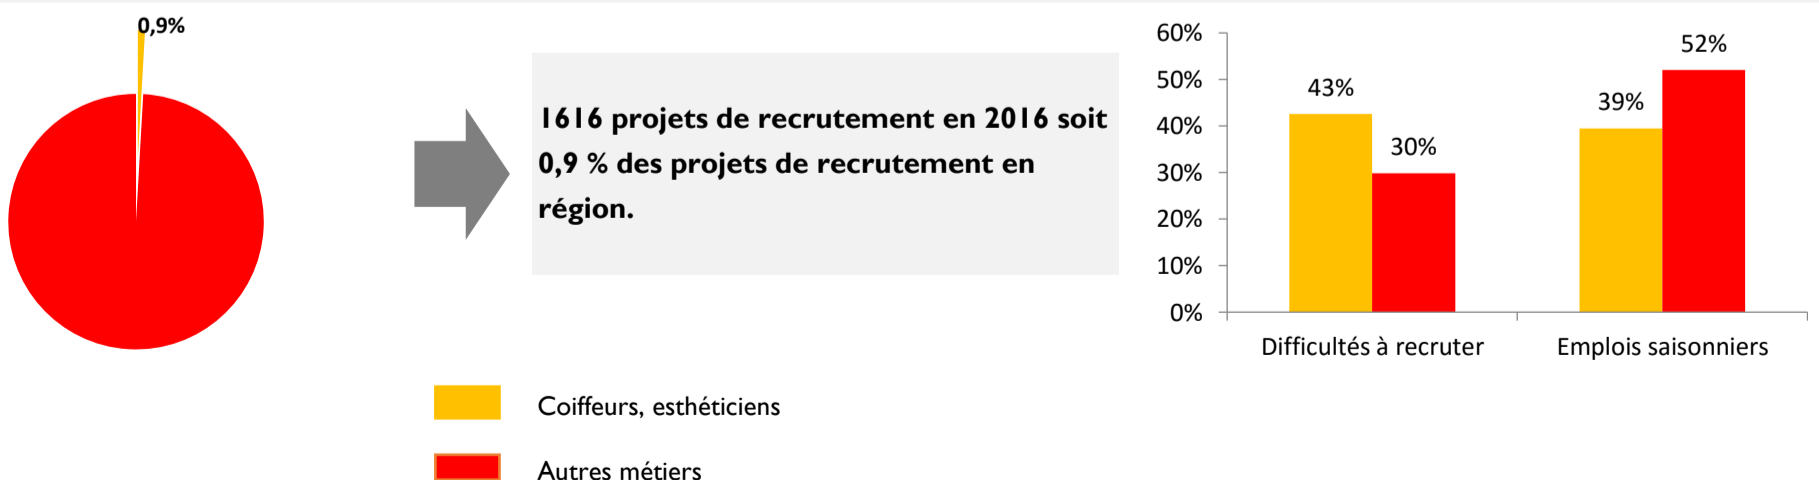 0,9%
1616 projets de recrutement en 2016 soit
0,9 % des projets de recrutement en
région.
60%
50%
40%
30%
20%
10%
0%
43%
30%
39%
52%
Difficultés à recruter
Emplois saisonniers
Coiffeurs, esthéticiens
Autres métiers